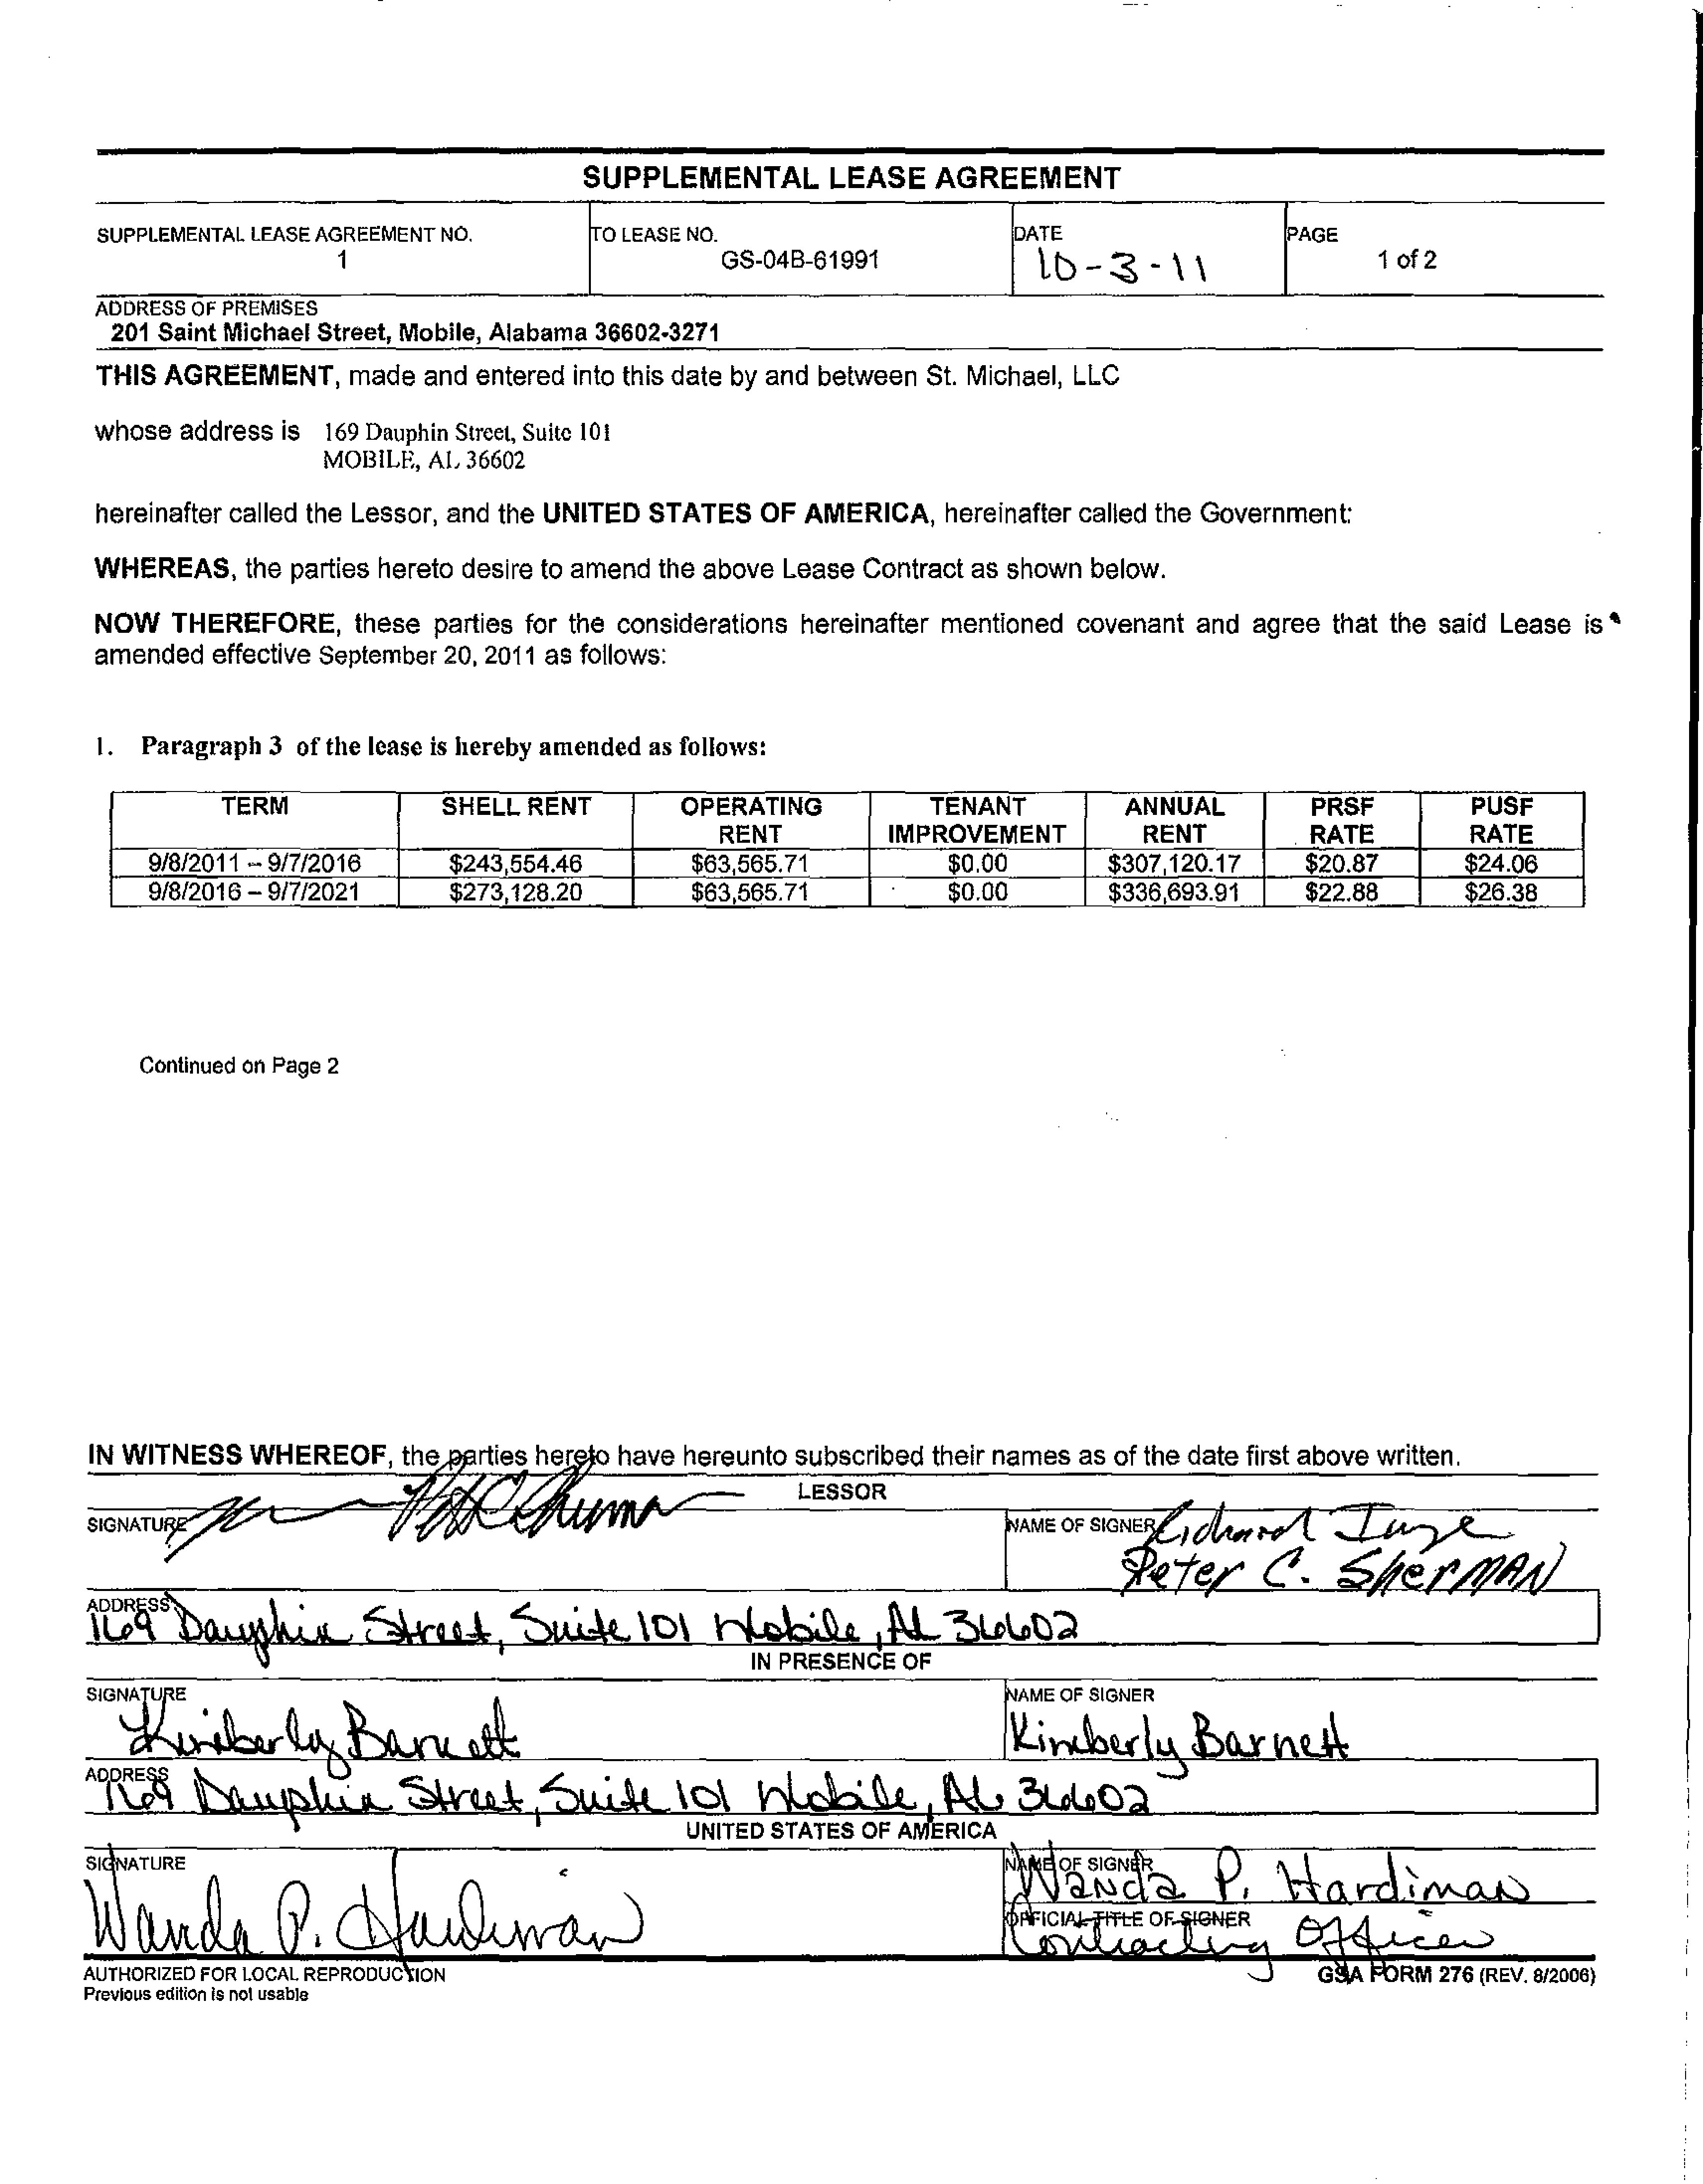 SUPPLEMENTAL LEASE AGREEMENT
SUPPLEMENTAL LEASE AGREEMENT NO. TO LEASE NO. DATE PAGE
1 GS-04B-61991 10-3-11 1 of 2
ADDRESS OF PREMISES
201 Saint Michael Street, Mobile, Alabama 36602-3271
THIS AGREEMENT, made and entered into this date by and between St. Michael, LLC
whose address is 169 Dauphin Street, Suite 101
MOBILE, AL 36602
hereinafter called the Lessor, and the UNITED STATES OF AMERICA, hereinafter called the Government:
WHEREAS, the parties hereto desire to amend the above Lease Contract as shown below.
NOW THEREFORE, these parties for the considerations hereinafter mentioned covenant and agree that the said Lease is
amended effective September 20, 2011 as follows:
1. Paragraph 3 of the lease is hereby amended as follows:
TERM SHELL RENT OPERATING TENANT ANNUAL PRSF PUSF
RENT IMPROVEMENT RENT RATE RATE
9/8/2011 – 9/7/2016 $243,554.46 $63,565.71 $0.00 $307,120.17 $20.87 $24.06
9/8/2016 – 9/7/2021 $273,128.20 $63,565.71 $0.00 $336,693.91 $22.88 $26.38
Continued on Page 2
IN WITNESS WHEREOF, the parties hereto have hereunto subscribed their names as of the date first above written.
LESSOR
SIGNATURE NAME OF SIGNER Richard Inge
Peter C. SherMAN
ADDRESS
169 Dauphin Street, Suite 101 Mobile, AL 36602
IN PRESENCE OF
SIGNATURE NAME OF SIGNER
Kimberly Barnett Kimberly Barnett
ADDRESS
169 Dauphin Street, Suite 101 Mobile, AL 36602
UNITED STATES OF AMERICA
SIGNATURE NAME OF SIGNER
Wanda P. Hardiman Wanda P. Hardiman
OFFICIAL TITLE OF SIGNER
Contracting Officer
AUTHORIZED FOR LOCAL REPRODUCTION GSA FORM 276 (REV. 8/2006)
Previous edition is not usable